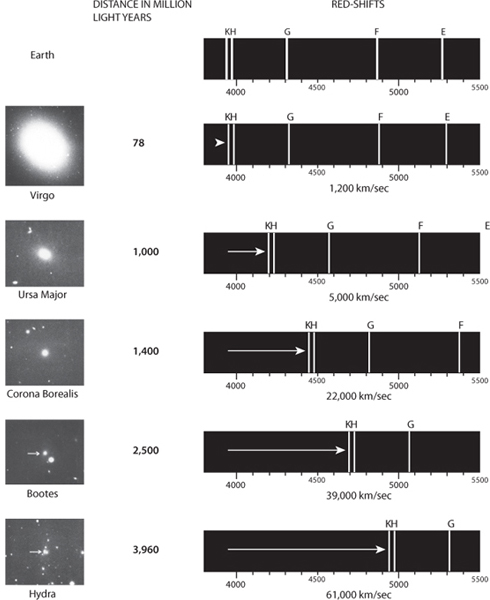 DISTANCE IN MILLION
LIGHT YEARS
RED-SHIFTS
Earth
KH G F E
4000 4500 5000 5500
Virgo
78
KH G F E
4000 4500 5000 5500
1,200 km/sec
Ursa Major
1,000
KH G F E
4000 4500 5000 5500
5,000 km/sec
Corona Borealis
1,400
KH G F
4000 4500 5000 5500
22,000 km/sec
Bootes
2,500
KH G
4000 4500 5000 5500
39,000 km/sec
Hydra
3,960
KH G
4000 4500 5000 5500
61,000 km/sec